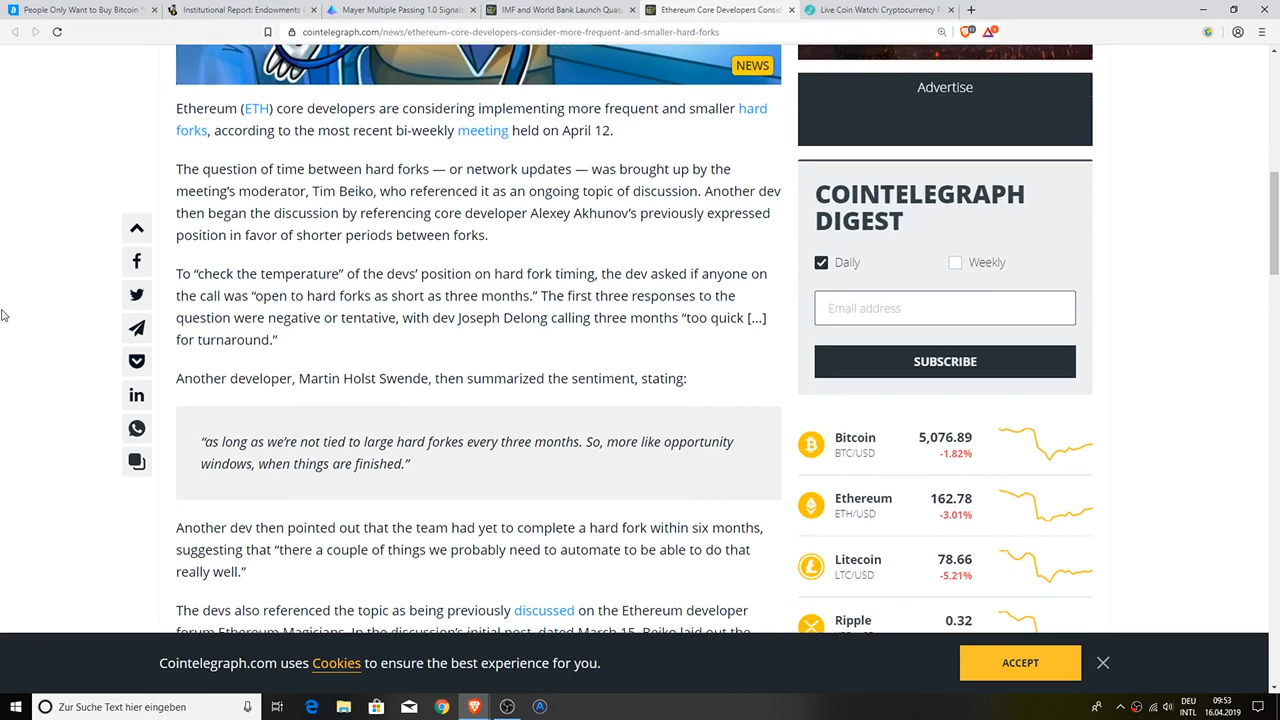 People Only Want to Buy Bitcoin "
Institutional Report: Endowments
Mayer Multiple Passing 1.0 Signals
IMF and World Bank Launch Quas
Ethereum Core Developers Consid
Live Coin Watch: Cryptocurrency P
cointelegraph.com/news/ethereum-core-developers-consider-more-frequent-and-smaller-hard-forks
NEWS
Ethereum (ETH) core developers are considering implementing more frequent and smaller hard
forks, according to the most recent bi-weekly meeting held on April 12.
The question of time between hard forks — or network updates — was brought up by the
meeting's moderator, Tim Beiko, who referenced it as an ongoing topic of discussion. Another dev
then began the discussion by referencing core developer Alexey Akhunov's previously expressed
position in favor of shorter periods between forks.
To “check the temperature” of the devs’ position on hard fork timing, the dev asked if anyone on
the call was “open to hard forks as short as three months.” The first three responses to the
question were negative or tentative, with dev Joseph Delong calling three months “too quick [...]
for turnaround.”
Another developer, Martin Holst Swende, then summarized the sentiment, stating:
“as long as we’re not tied to large hard forkes every three months. So, more like opportunity
windows, when things are finished.”
Another dev then pointed out that the team had yet to complete a hard fork within six months,
suggesting that “there a couple of things we probably need to automate to be able to do that
really well.”
The devs also referenced the topic as being previously discussed on the Ethereum developer
forum Ethereum Magicians. In the discussion's initial post, dated March 15, Beiko laid out the
Advertise
COINTELEGRAPH
DIGEST
Daily
Weekly
Email address
SUBSCRIBE
Bitcoin 5,076.89
BTC/USD -1.82%
Ethereum 162.78
ETH/USD -3.01%
Litecoin 78.66
LTC/USD -5.21%
Ripple 0.32
Cointelegraph.com uses Cookies to ensure the best experience for you.
ACCEPT
Zur Suche Text hier eingeben
DEU
INTL
09:53
16.04.2019